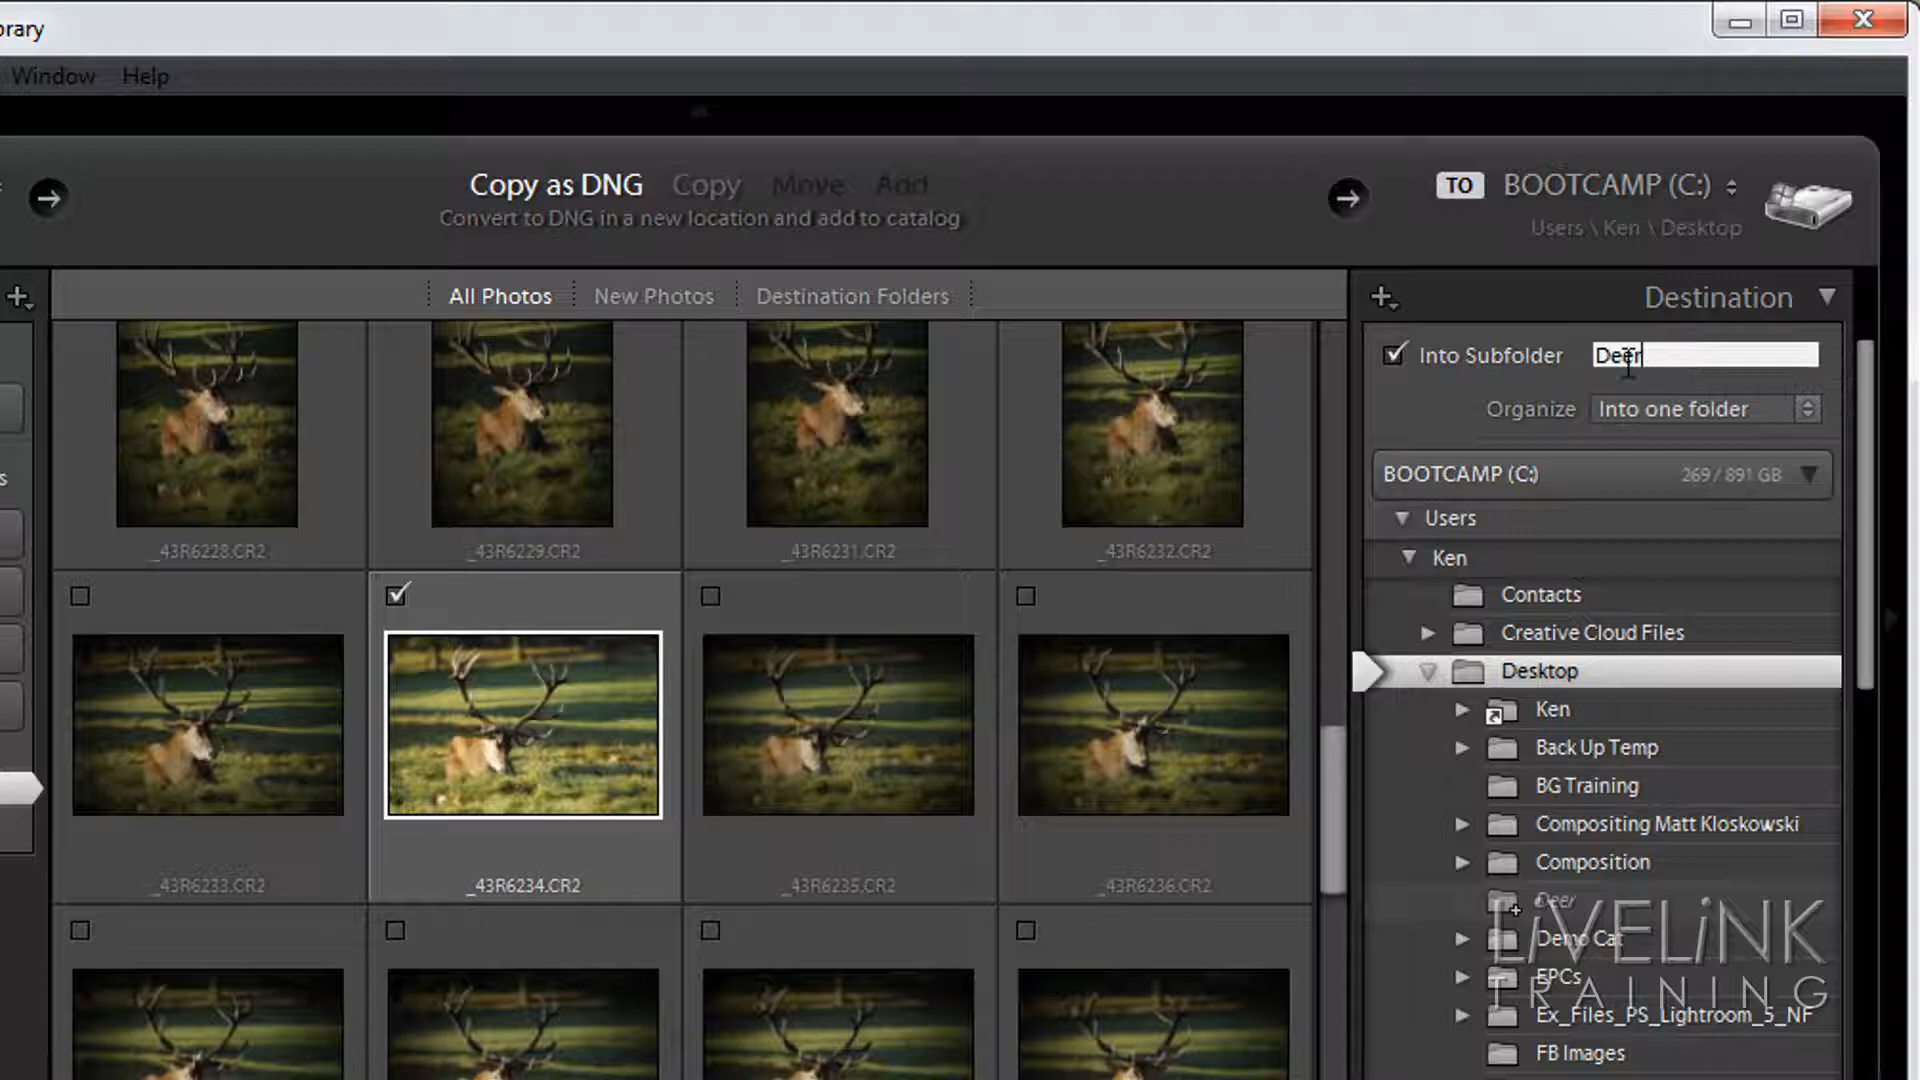 Window Help
Copy as DNG Copy Move Add
Convert to DNG in a new location and add to catalog
TO BOOTCAMP (C:)
Users \ Ken \ Desktop
All Photos New Photos Destination Folders
Destination
Into Subfolder Deer
Organize Into one folder
BOOTCAMP (C:) 269 / 891 GB
Users
Ken
Contacts
Creative Cloud Files
Desktop
Ken
Back Up Temp
BG Training
Compositing Matt Kloskowski
Composition
Deer
Demo Cat
EPCs
Ex_Files_PS_Lightroom_5_NF
FB Images
_43R6228.CR2 _43R6229.CR2 _43R6231.CR2 _43R6232.CR2
_43R6233.CR2 _43R6234.CR2 _43R6235.CR2 _43R6236.CR2
LiVELiNK
TRAINING